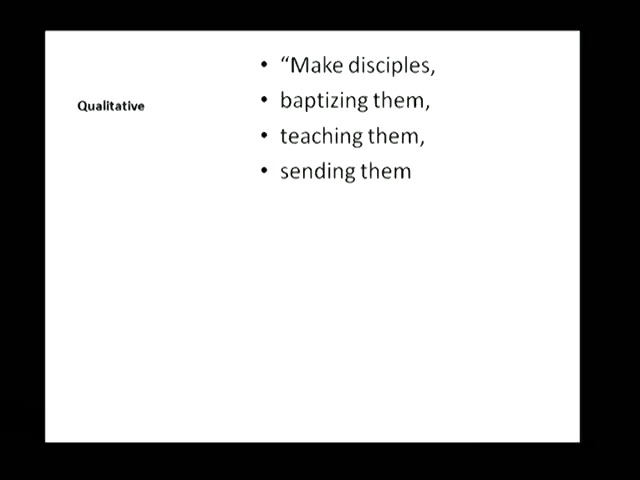 Qualitative
• “Make disciples,
• baptizing them,
• teaching them,
• sending them